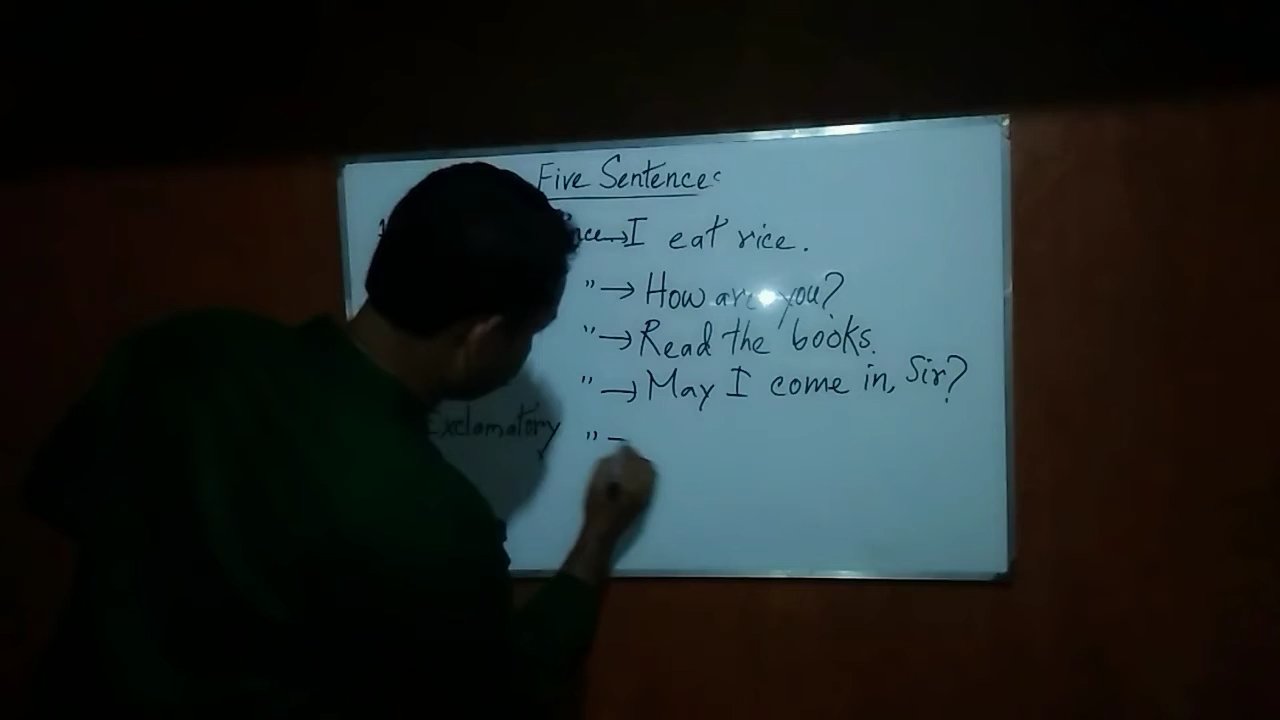 Five Sentences
I eat rice.
" → How are you?
" → Read the books.
" → May I come in, Sir?
Exclamatory "